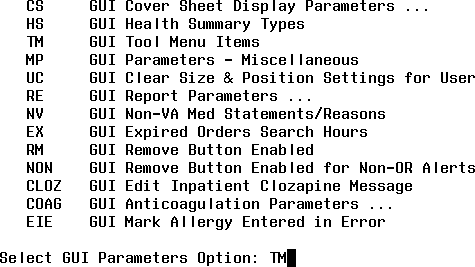 CS GUI Cover Sheet Display Parameters ...
HS GUI Health Summary Types
TM GUI Tool Menu Items
MP GUI Parameters - Miscellaneous
UC GUI Clear Size & Position Settings for User
RE GUI Report Parameters ...
NV GUI Non-VA Med Statements/Reasons
EX GUI Expired Orders Search Hours
RM GUI Remove Button Enabled
NON GUI Remove Button Enabled for Non-OR Alerts
CLOZ GUI Edit Inpatient Clozapine Message
COAG GUI Anticoagulation Parameters ...
EIE GUI Mark Allergy Entered in Error
Select GUI Parameters Option: TM